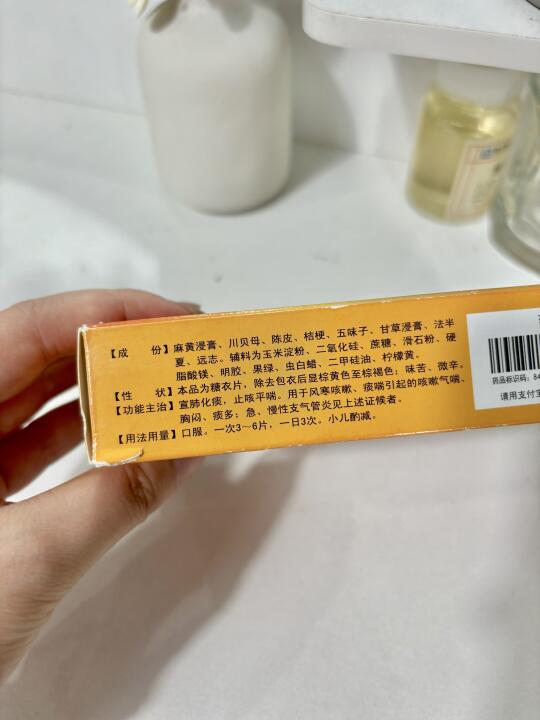 【成　份】麻黄浸膏、川贝母、陈皮、桔梗、五味子、甘草浸膏、法半
夏、远志。辅料为玉米淀粉、二氧化硅、蔗糖、滑石粉、硬
脂酸镁、明胶、果绿、虫白蜡、二甲硅油、柠檬黄。
【性　状】本品为糖衣片，除去包衣后显棕黄色至棕褐色；味苦、微辛。
【功能主治】宣肺化痰，止咳平喘。用于风寒咳嗽、痰喘引起的咳嗽气喘、
胸闷、痰多；急、慢性支气管炎见上述证候者。
【用法用量】口服。一次3～6片，一日3次。小儿酌减。
药品标识码：84
请用支付宝